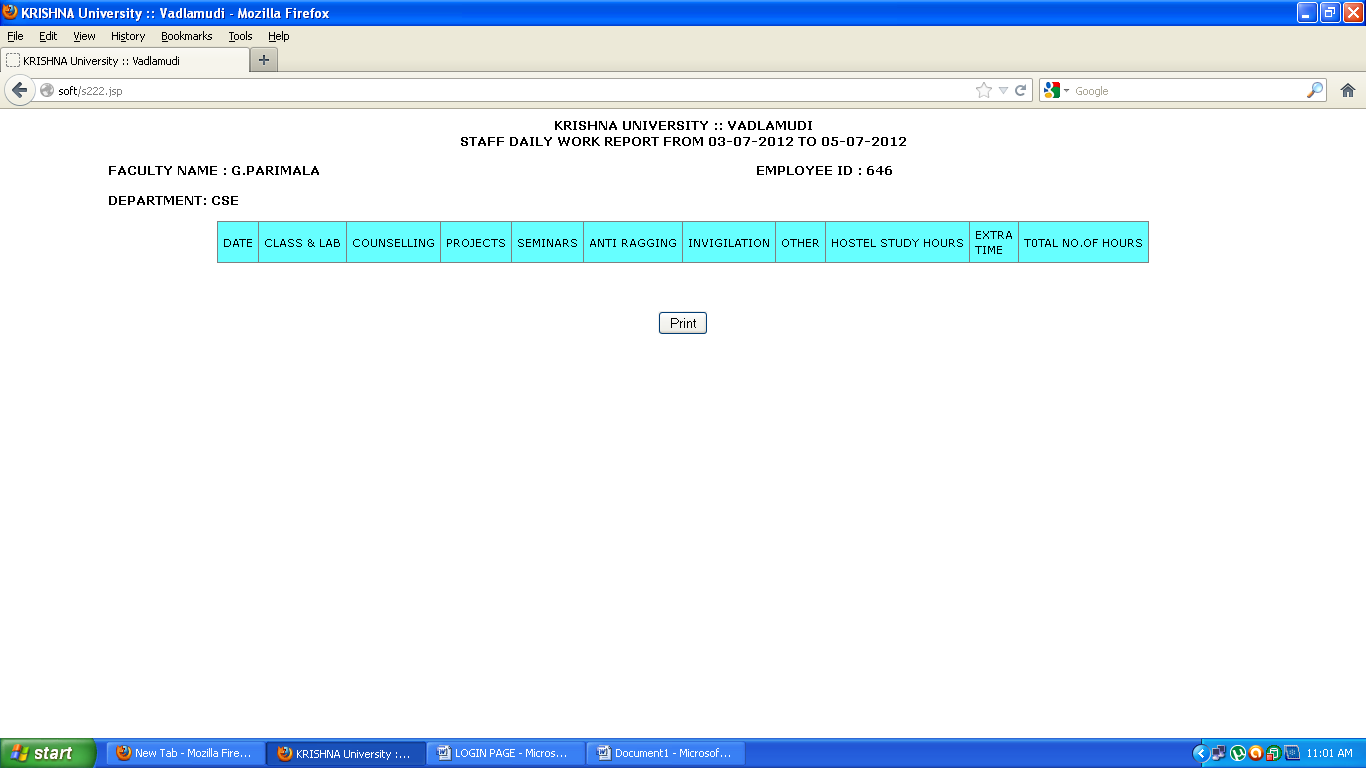 KRISHNA University :: Vadlamudi - Mozilla Firefox
File Edit View History Bookmarks Tools Help
KRISHNA University :: Vadlamudi
soft/s222.jsp
Google
KRISHNA UNIVERSITY :: VADLAMUDI
STAFF DAILY WORK REPORT FROM 03-07-2012 TO 05-07-2012
FACULTY NAME : G.PARIMALA EMPLOYEE ID : 646
DEPARTMENT: CSE
DATE CLASS & LAB COUNSELLING PROJECTS SEMINARS ANTI RAGGING INVIGILATION OTHER HOSTEL STUDY HOURS EXTRA TIME T0TAL NO.OF HOURS
Print
start New Tab - Mozilla Fire... KRISHNA University :... LOGIN PAGE - Micros... Document1 - Microsof... 11:01 AM